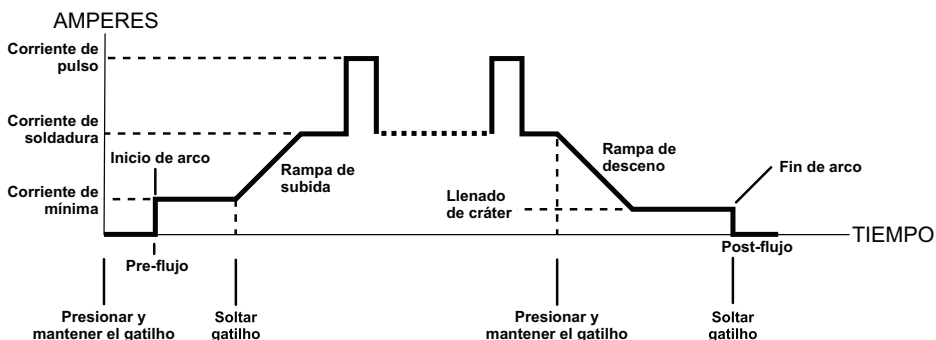 AMPERES
Corriente de
pulso
Corriente de
soldadura
Inicio de arco
Rampa de
subida
Rampa de
desceno
Fin de arco
Corriente de
mínima
Llenado
de cráter
TIEMPO
Pre-flujo
Post-flujo
Presionar y
mantener el gatilho
Soltar
gatilho
Presionar y
mantener el gatilho
Soltar
gatilho